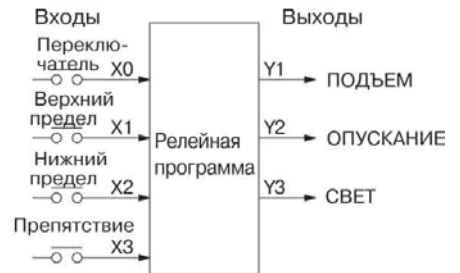 Входы
Выходы
Переклю-
чатель
X0
Y1
ПОДЪЕМ
Верхний
предел
X1
Релейная
программа
Y2
ОПУСКАНИЕ
Нижний
предел
X2
Y3
СВЕТ
Препятствие
X3